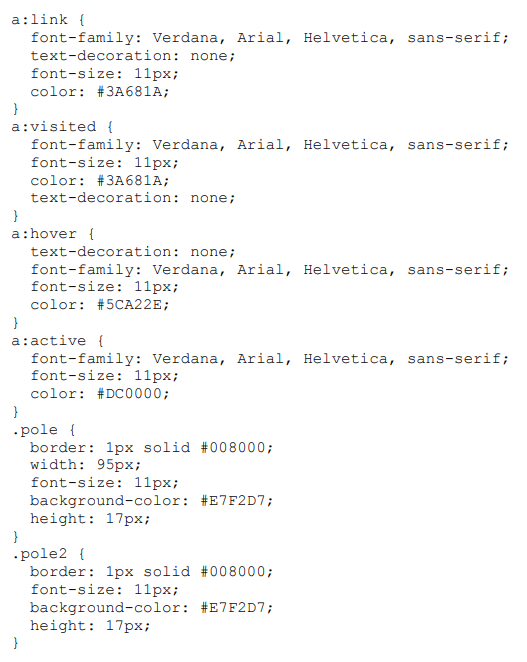 a:link {
  font-family: Verdana, Arial, Helvetica, sans-serif;
  text-decoration: none;
  font-size: 11px;
  color: #3A681A;
}
a:visited {
  font-family: Verdana, Arial, Helvetica, sans-serif;
  font-size: 11px;
  color: #3A681A;
  text-decoration: none;
}
a:hover {
  text-decoration: none;
  font-family: Verdana, Arial, Helvetica, sans-serif;
  font-size: 11px;
  color: #5CA22E;
}
a:active {
  font-family: Verdana, Arial, Helvetica, sans-serif;
  font-size: 11px;
  color: #DC0000;
}
.pole {
  border: 1px solid #008000;
  width: 95px;
  font-size: 11px;
  background-color: #E7F2D7;
  height: 17px;
}
.pole2 {
  border: 1px solid #008000;
  font-size: 11px;
  background-color: #E7F2D7;
  height: 17px;
}